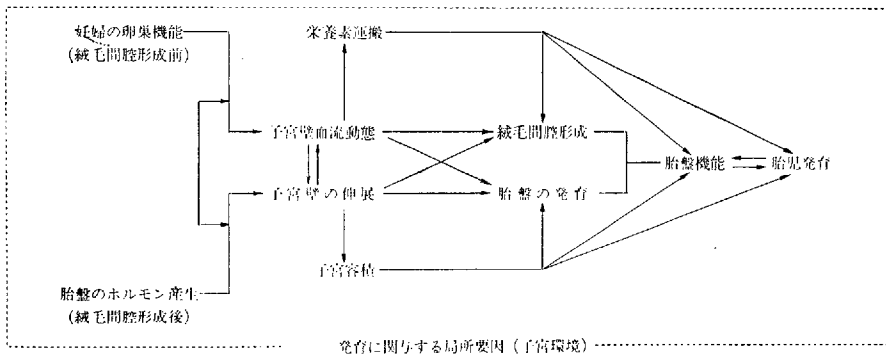 妊婦の卵巣機能
(絨毛間腔形成前)
栄養素運搬
子宮壁血流動態
絨毛間腔形成
胎盤機能
胎児発育
子宮壁の伸展
胎盤の発育
子宮容積
胎盤のホルモン産生
(絨毛間腔形成後)
発育に関与する局所要因(子宮環境)